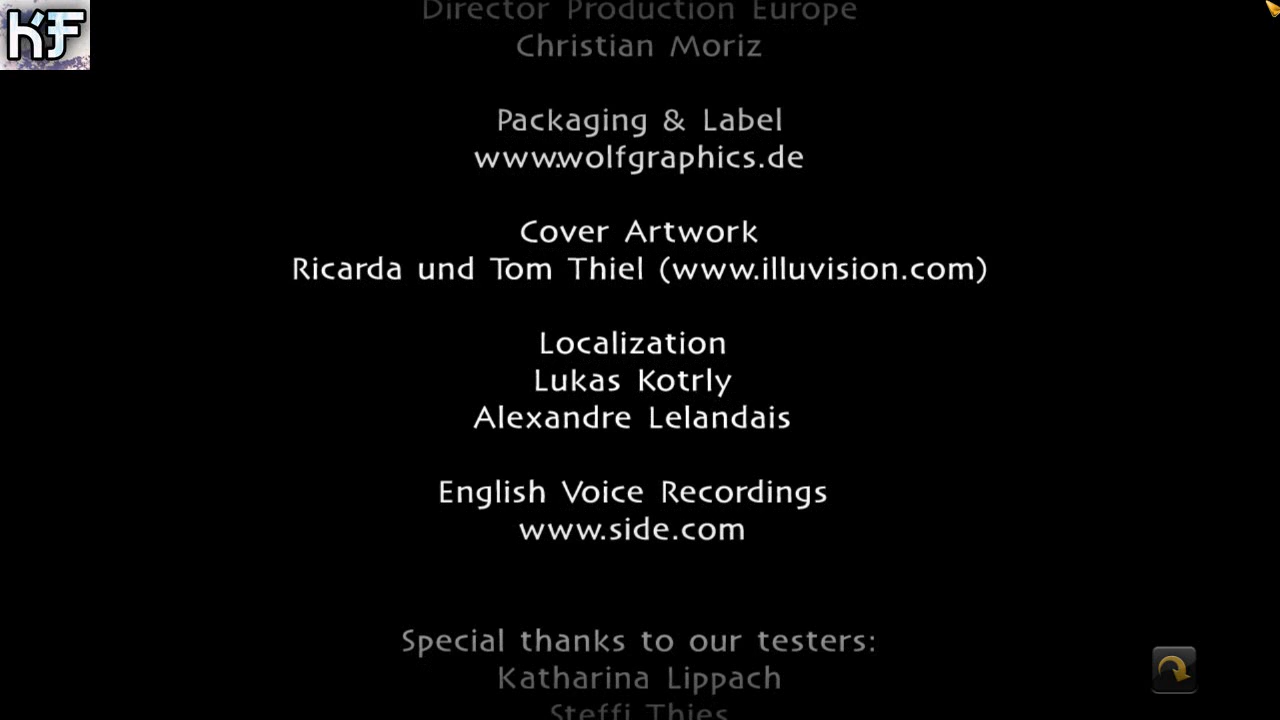 KF
Director Production Europe
Christian Moriz
Packaging & Label
www.wolfgraphics.de
Cover Artwork
Ricarda und Tom Thiel (www.illuvision.com)
Localization
Lukas Kotrly
Alexandre Lelandais
English Voice Recordings
www.side.com
Special thanks to our testers:
Katharina Lippach
Steffi Thies